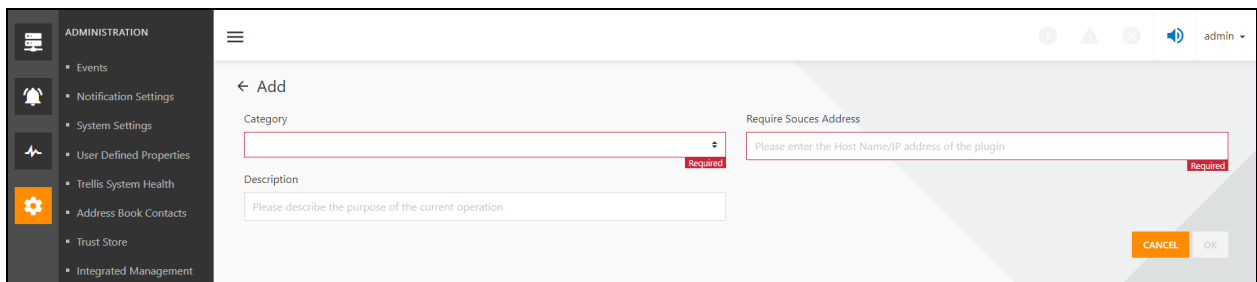 ADMINISTRATION
Events
Notification Settings
System Settings
User Defined Properties
Trellis System Health
Address Book Contacts
Trust Store
Integrated Management
admin
Add
Category
Required
Require Souces Address
Please enter the Host Name/IP address of the plugin
Required
Description
Please describe the purpose of the current operation
CANCEL
OK